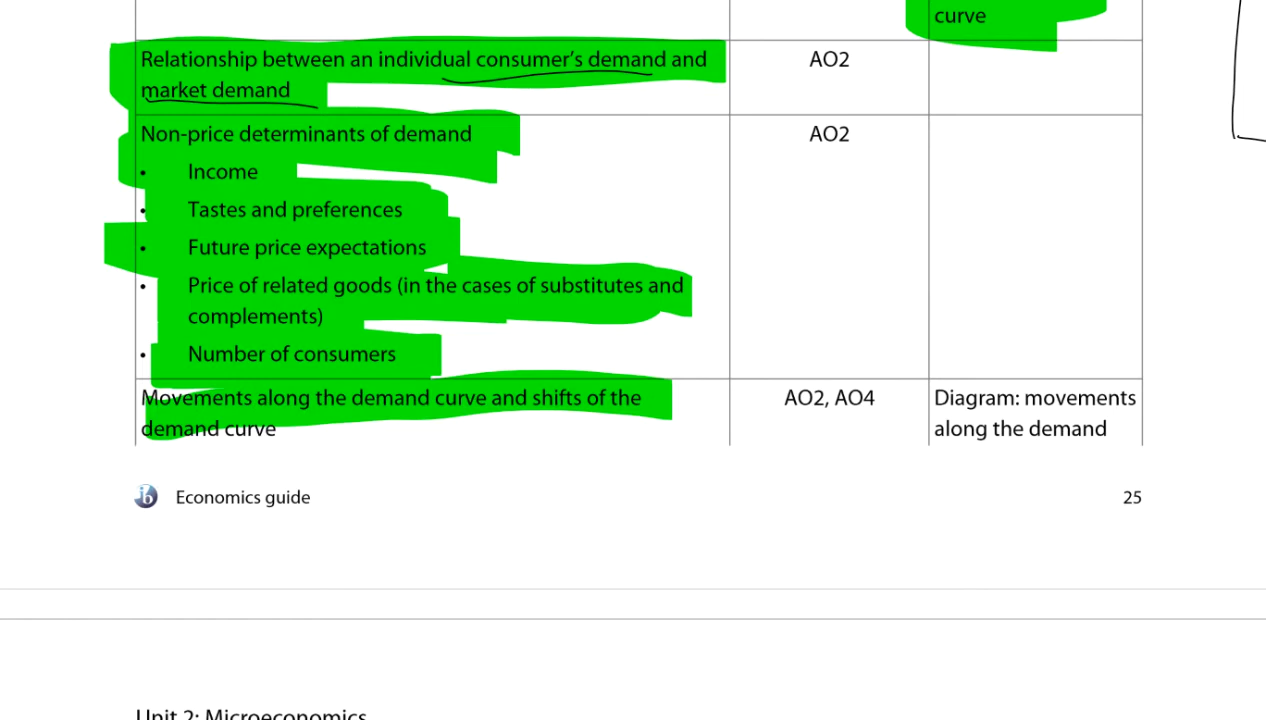 curve
Relationship between an individual consumer's demand and
market demand
AO2
Non-price determinants of demand
AO2
• Income
• Tastes and preferences
• Future price expectations
• Price of related goods (in the cases of substitutes and
complements)
• Number of consumers
Movements along the demand curve and shifts of the
demand curve
AO2, AO4
Diagram: movements
along the demand
ib Economics guide
25
Unit 2: Microeconomics